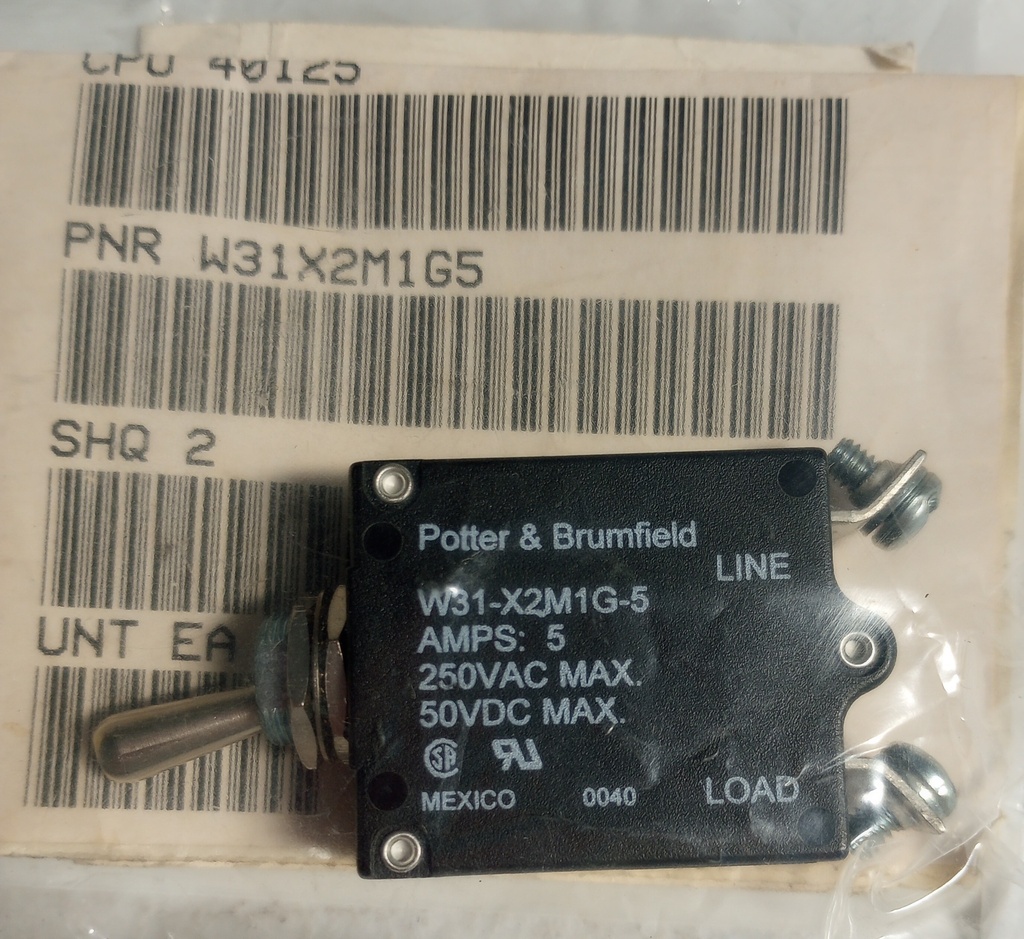 CPO 40125
PNR W31X2M1G5
SHQ 2
UNT EA
Potter & Brumfield
LINE
W31-X2M1G-5
AMPS: 5
250VAC MAX.
50VDC MAX.
MEXICO 0040 LOAD